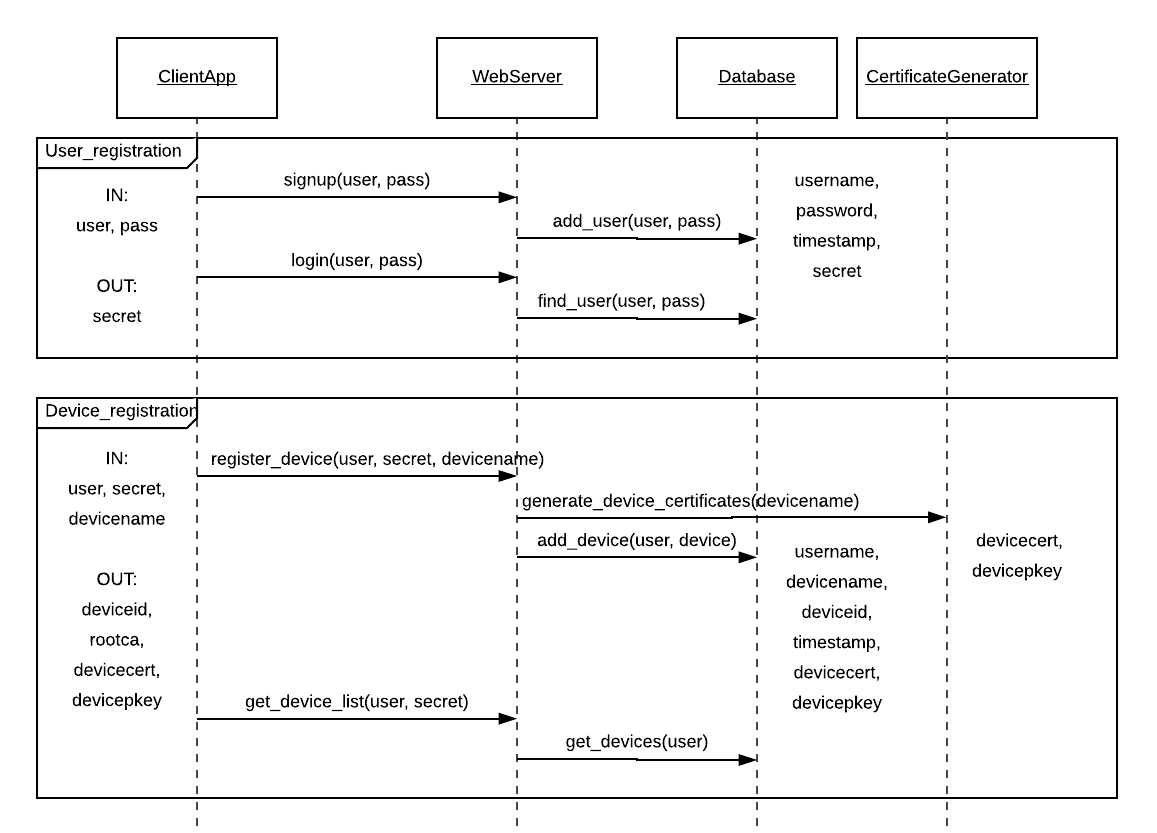 ClientApp
WebServer
Database
CertificateGenerator
User_registration
IN:
user, pass
OUT:
secret
signup(user, pass)
add_user(user, pass)
login(user, pass)
find_user(user, pass)
username,
password,
timestamp,
secret
Device_registration
IN:
user, secret,
devicename
OUT:
deviceid,
rootca,
devicecert,
devicepkey
register_device(user, secret, devicename)
generate_device_certificates(devicename)
add_device(user, device)
username,
devicename,
deviceid,
timestamp,
devicecert,
devicepkey
devicecert,
devicepkey
get_device_list(user, secret)
get_devices(user)